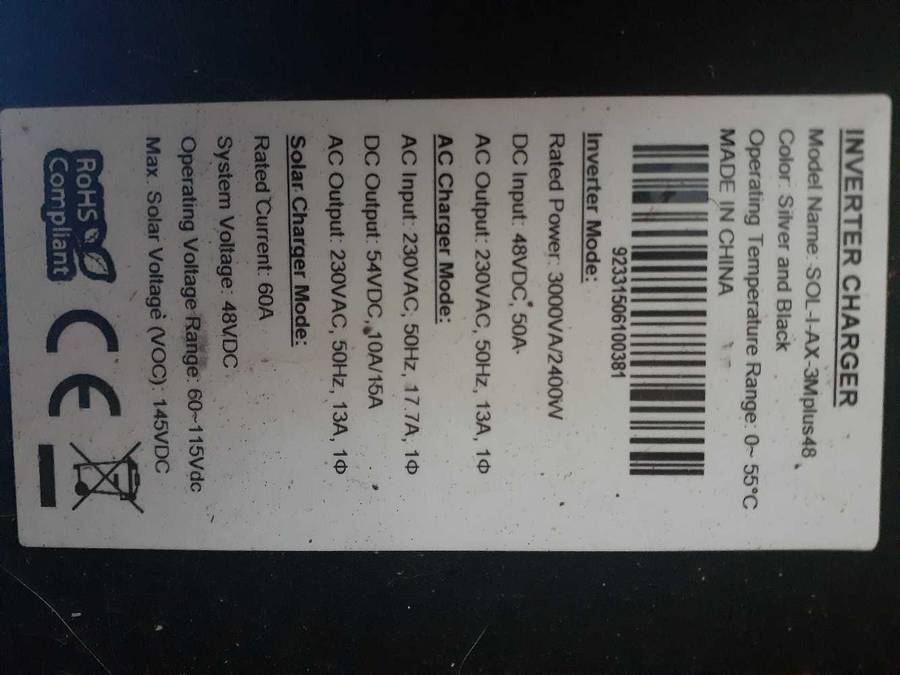 INVERTER CHARGER
Model Name: SOL-I-AX-3Mplus48
Color: Silver and Black
Operating Temperature Range: 0~ 55°C
MADE IN CHINA
92331506100381
Inverter Mode:
Rated Power: 3000VA/2400W
DC Input: 48VDC, 50A
AC Output: 230VAC, 50Hz, 13A, 1Φ
AC Charger Mode:
AC Input: 230VAC, 50Hz, 17.7A, 1Φ
DC Output: 54VDC, 10A/15A
AC Output: 230VAC, 50Hz, 13A, 1Φ
Solar Charger Mode:
Rated Current: 60A
System Voltage: 48VDC
Operating Voltage Range: 60~115Vdc
Max. Solar Voltage (VOC): 145VDC
RoHS
Compliant
CE